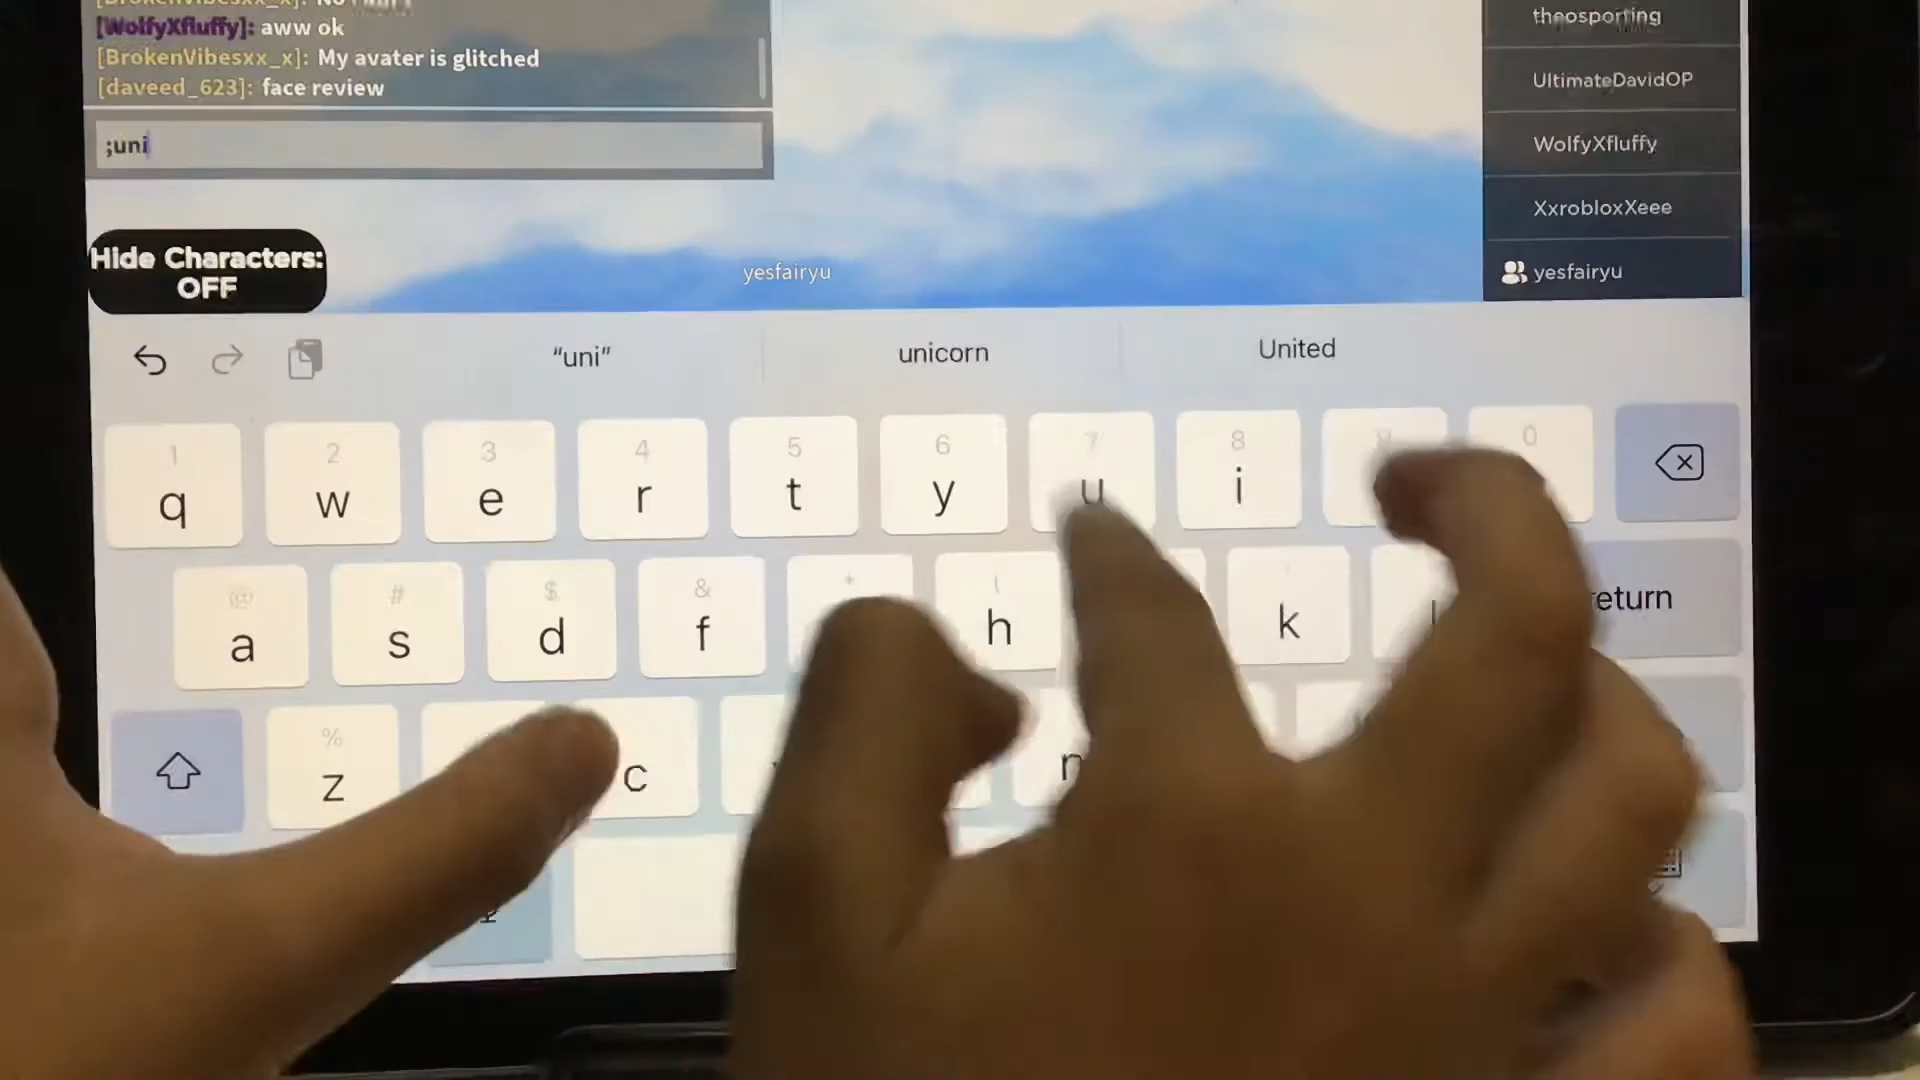 [WolfyXfluffy]: aww ok
[BrokenVibesxx_x]: My avater is glitched
[daveed_623]: face review
;uni
theosporting
UltimateDavidOP
WolfyXfluffy
XxrobloxXeee
yesfairyu
Hide Characters:
OFF
yesfairyu
"uni" unicorn United
1 2 3 4 5 6 7 8 0
q w e r t y u i
@ # $ & * (
a s d f h k return
%
z c n